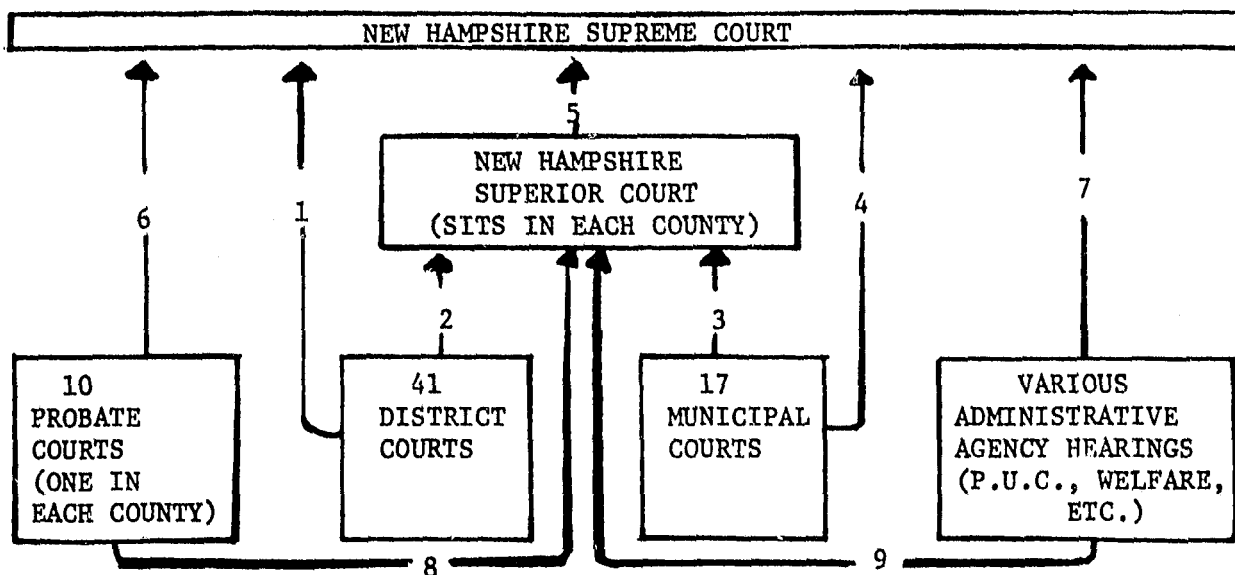 NEW HAMPSHIRE SUPREME COURT
5
NEW HAMPSHIRE
SUPERIOR COURT
(SITS IN EACH COUNTY)
6
1
4
7
2
3
10
PROBATE
COURTS
(ONE IN
EACH COUNTY)
41
DISTRICT
COURTS
17
MUNICIPAL
COURTS
VARIOUS
ADMINISTRATIVE
AGENCY HEARINGS
(P.U.C., WELFARE,
ETC.)
8
9